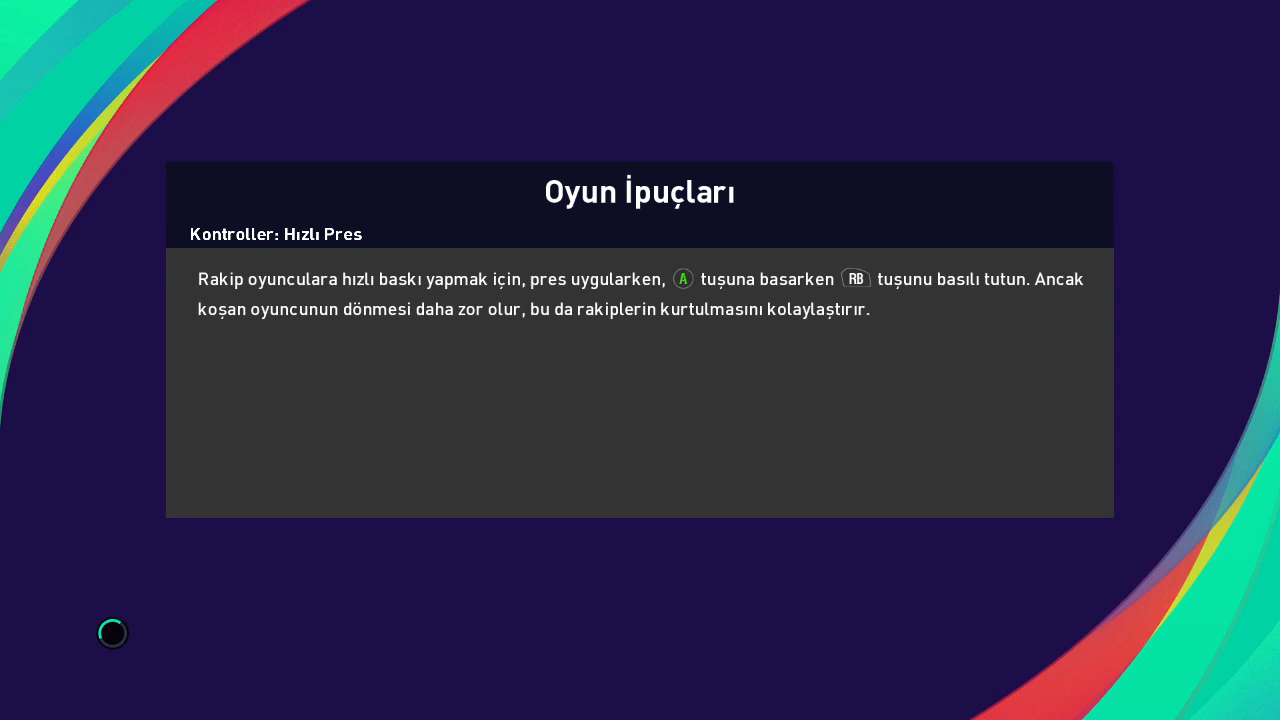 Oyun İpuçları
Kontroller: Hızlı Pres
Rakip oyunculara hızlı baskı yapmak için, pres uygularken, A tuşuna basarken RB tuşunu basılı tutun. Ancak
koşan oyuncunun dönmesi daha zor olur, bu da rakiplerin kurtulmasını kolaylaştırır.